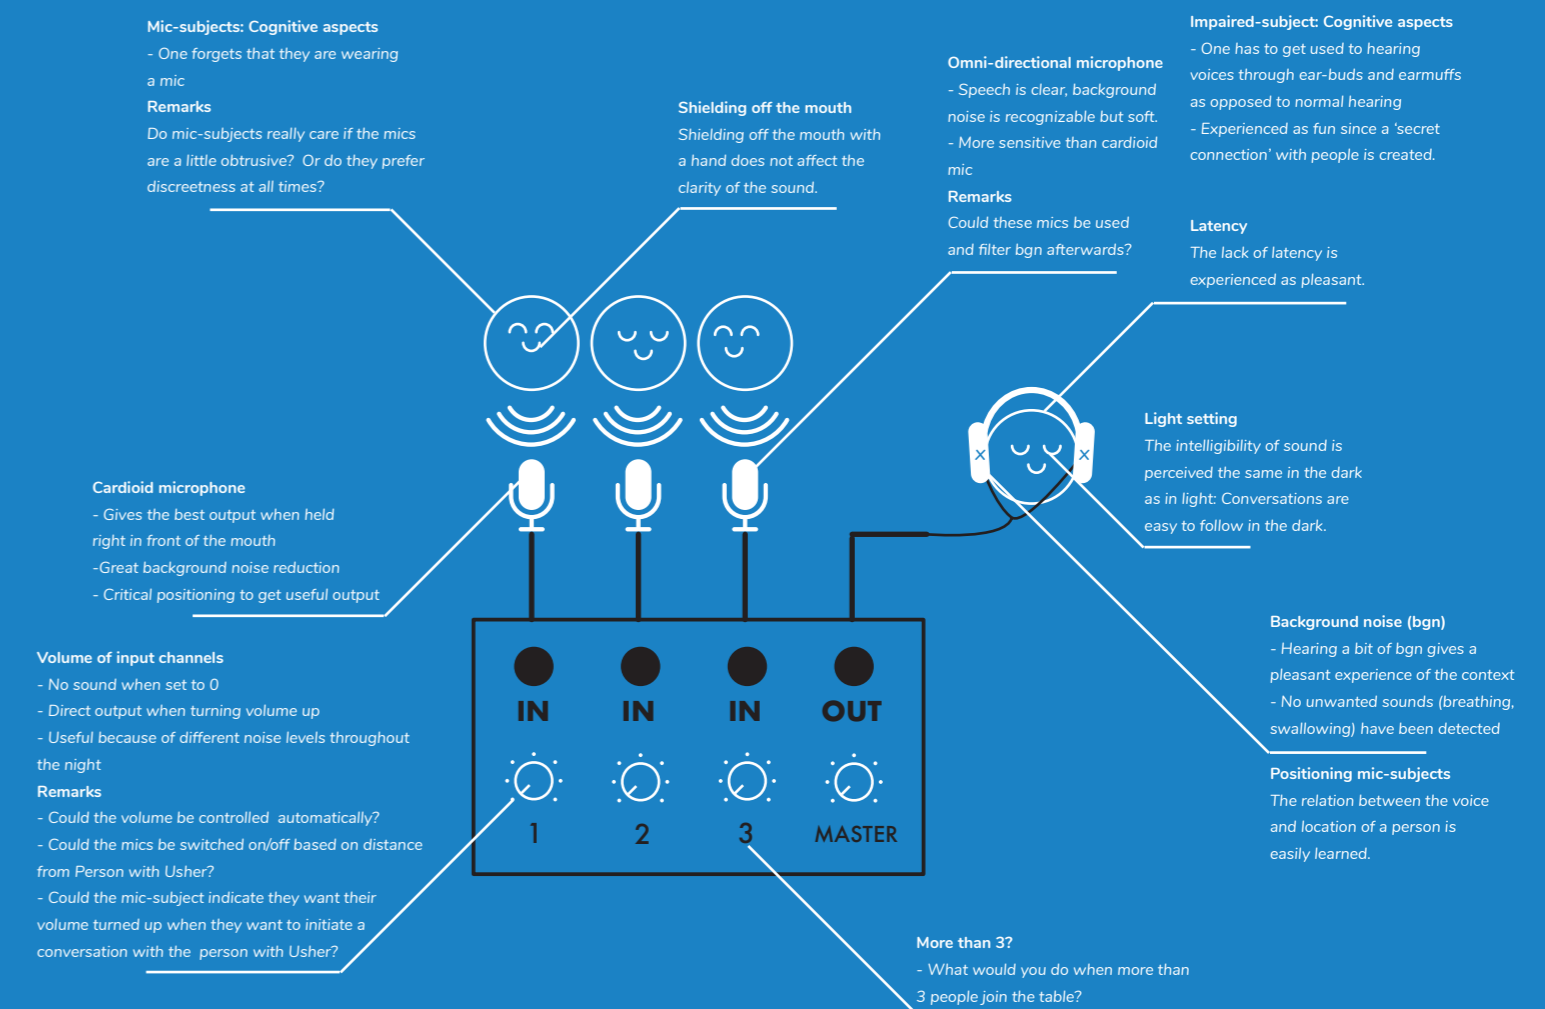 Mic-subjects: Cognitive aspects
- One forgets that they are wearing
a mic
Remarks
Do mic-subjects really care if the mics
are a little obtrusive?  Or do they prefer
discreetness at all times?
Shielding off the mouth
Shielding off the mouth with
a hand does not affect the
clarity of the sound.
Omni-directional microphone
- Speech is clear, background
noise is recognizable but soft.
- More sensitive than cardioid
mic
Remarks
Could these mics be used
and filter bgn afterwards?
Impaired-subject: Cognitive aspects
- One has to get used to hearing
voices through ear-buds and earmuffs
as opposed to normal hearing
- Experienced as fun since a ‘secret
connection’ with people is created.
Latency
The lack of latency is
experienced as pleasant.
Light setting
The intelligibility of sound is
perceived the same in the dark
as in light: Conversations are
easy to follow in the dark.
Cardioid microphone
- Gives the best output when held
right in front of the mouth
-Great background noise reduction
- Critical positioning to get useful output
Volume of input channels
- No sound when set to 0
- Direct output when turning volume up
- Useful because of different noise levels throughout
the night
Remarks
- Could the volume be controlled  automatically?
- Could the mics be switched on/off based on distance
from Person with Usher?
- Could the mic-subject indicate they want their
volume turned up when they want to initiate a
conversation with the  person with Usher?
x x
IN IN IN OUT
1 2 3 MASTER
Background noise (bgn)
- Hearing a bit of bgn gives a
pleasant experience of the context
- No unwanted sounds (breathing,
swallowing) have been detected
Positioning mic-subjects
The relation between the voice
and location of a person is
easily learned.
More than 3?
- What would you do when more than
3 people join the table?